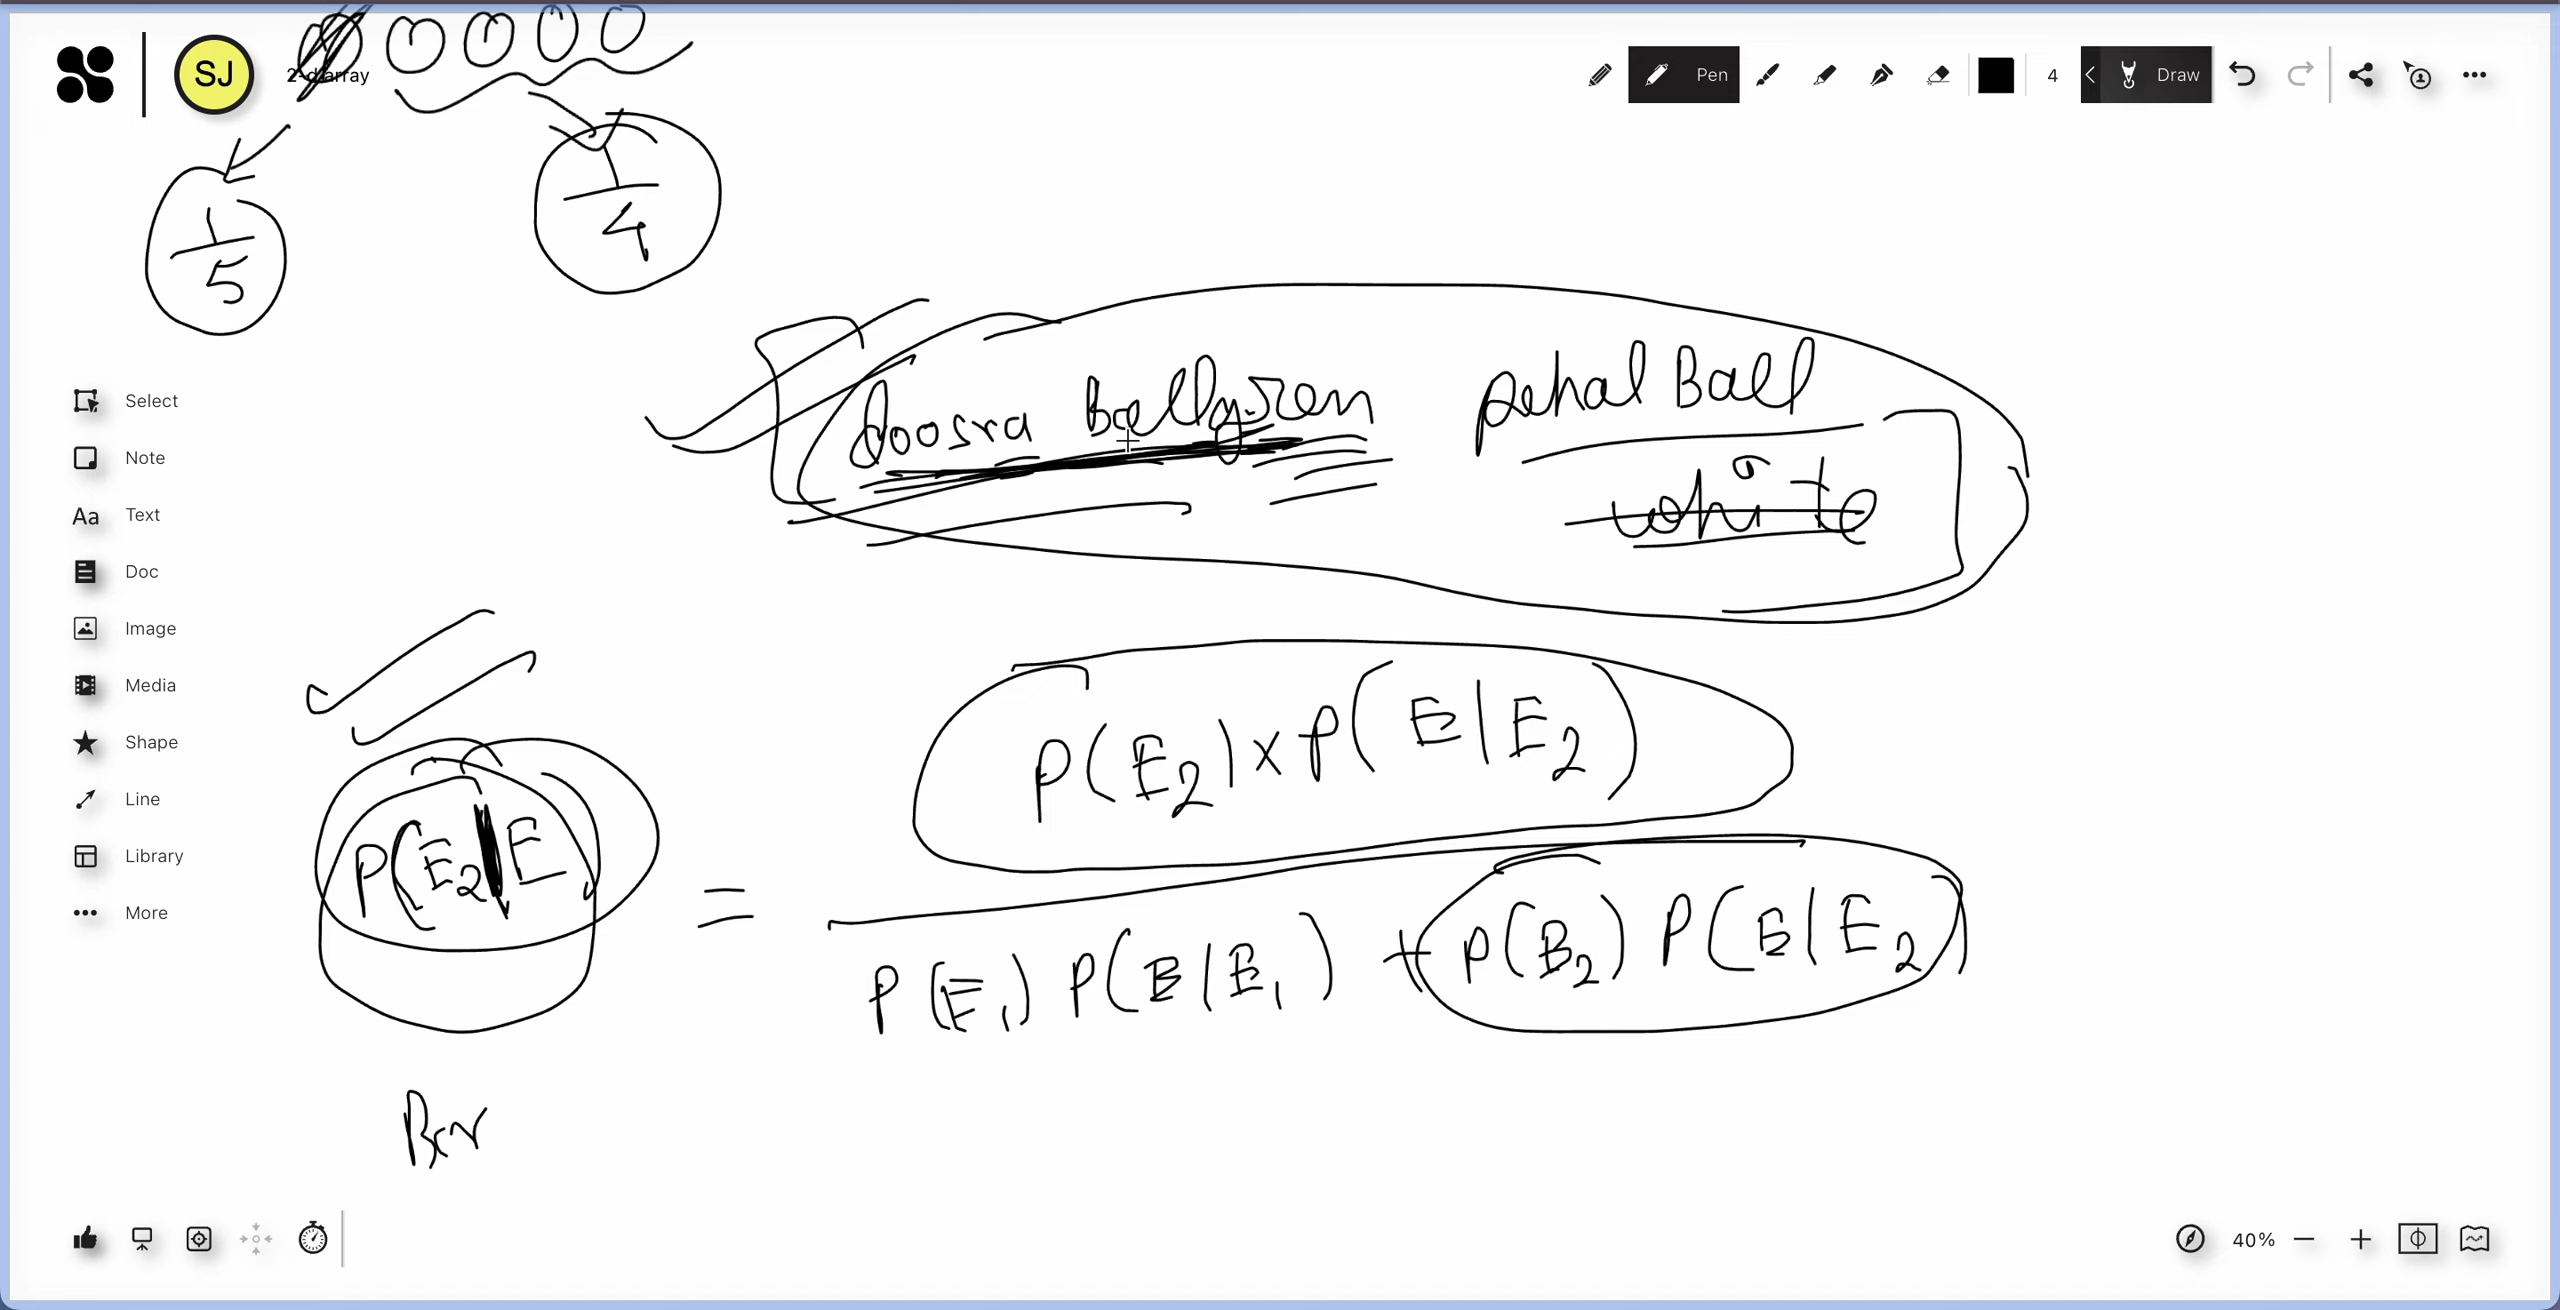 SJ
2-d array
Pen
4
Draw
1/5
1/4
doosra Ball green
pehal Ball
white
Select
Note
Text
Doc
Image
Media
Shape
Line
Library
More
P(E2) x P(E|E2)
P(E2|E) =
P(E1) P(E|E1) + P(E2) P(E|E2)
40%